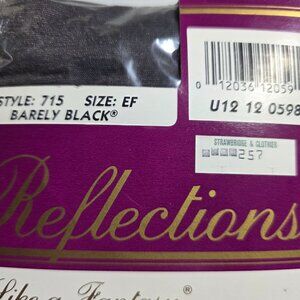 STYLE: 715 SIZE: EF
BARELY BLACK®
0 12036 12059
U12 12 0598
STRAWBRIDGE & CLOTHIER
257
Reflections
Like a Fantasy®